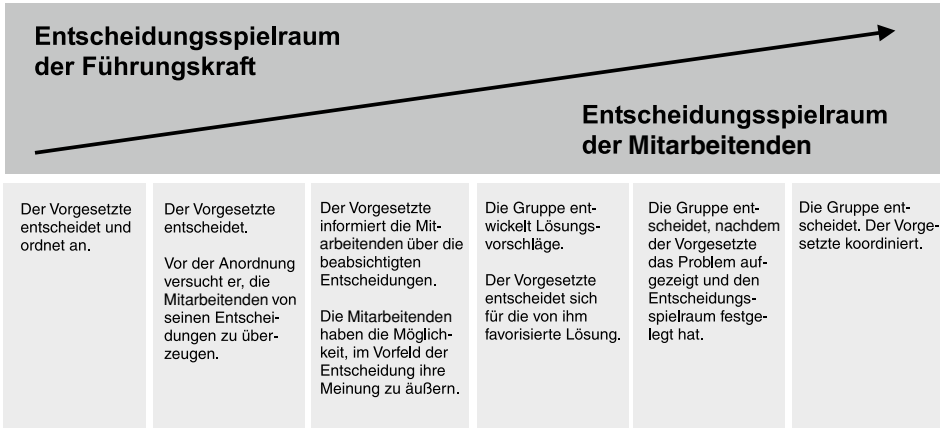 Entscheidungsspielraum
der Führungskraft
Entscheidungsspielraum
der Mitarbeitenden
Der Vorgesetzte
entscheidet und
ordnet an.
Der Vorgesetzte
entscheidet.
Vor der Anordnung
versucht er, die
Mitarbeitenden von
seinen Entschei-
dungen zu über-
zeugen.
Der Vorgesetzte
informiert die Mit-
arbeitenden über die
beabsichtigten
Entscheidungen.
Die Mitarbeitenden
haben die Möglich-
keit, im Vorfeld der
Entscheidung ihre
Meinung zu äußern.
Die Gruppe ent-
wickelt Lösungs-
vorschläge.
Der Vorgesetzte
entscheidet sich
für die von ihm
favorisierte Lösung.
Die Gruppe ent-
scheidet, nachdem
der Vorgesetzte
das Problem auf-
gezeigt und den
Entscheidungs-
spielraum festge-
legt hat.
Die Gruppe ent-
scheidet. Der Vorge-
setzte koordiniert.